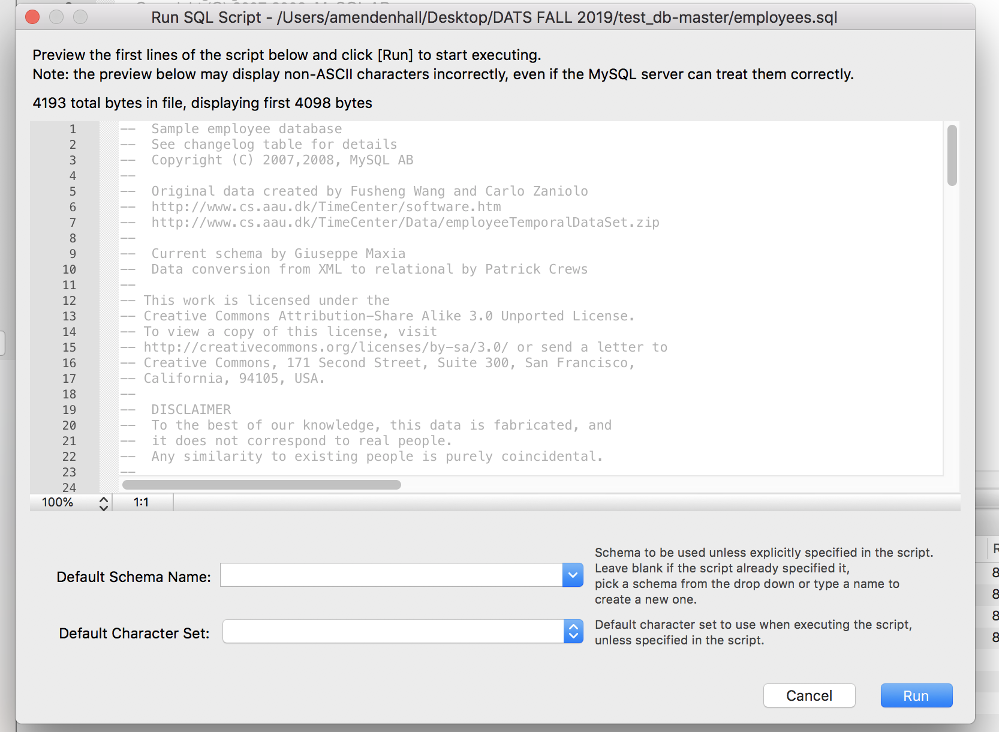 Run SQL Script - /Users/amendenhall/Desktop/DATS FALL 2019/test_db-master/employees.sql
Preview the first lines of the script below and click [Run] to start executing.
Note: the preview below may display non-ASCII characters incorrectly, even if the MySQL server can treat them correctly.
4193 total bytes in file, displaying first 4098 bytes
1 --  Sample employee database
2 --  See changelog table for details
3 --  Copyright (C) 2007,2008, MySQL AB
4 --
5 --  Original data created by Fusheng Wang and Carlo Zaniolo
6 --  http://www.cs.aau.dk/TimeCenter/software.htm
7 --  http://www.cs.aau.dk/TimeCenter/Data/employeeTemporalDataSet.zip
8 --
9 --  Current schema by Giuseppe Maxia
10 --  Data conversion from XML to relational by Patrick Crews
11 --
12 -- This work is licensed under the
13 -- Creative Commons Attribution-Share Alike 3.0 Unported License.
14 -- To view a copy of this license, visit
15 -- http://creativecommons.org/licenses/by-sa/3.0/ or send a letter to
16 -- Creative Commons, 171 Second Street, Suite 300, San Francisco,
17 -- California, 94105, USA.
18 --
19 --  DISCLAIMER
20 --  To the best of our knowledge, this data is fabricated, and
21 --  it does not correspond to real people.
22 --  Any similarity to existing people is purely coincidental.
23 --
24
100% 1:1
Default Schema Name:
Schema to be used unless explicitly specified in the script.
Leave blank if the script already specified it,
pick a schema from the drop down or type a name to
create a new one.
Default Character Set:
Default character set to use when executing the script,
unless specified in the script.
Cancel Run
R
8
8
8
8